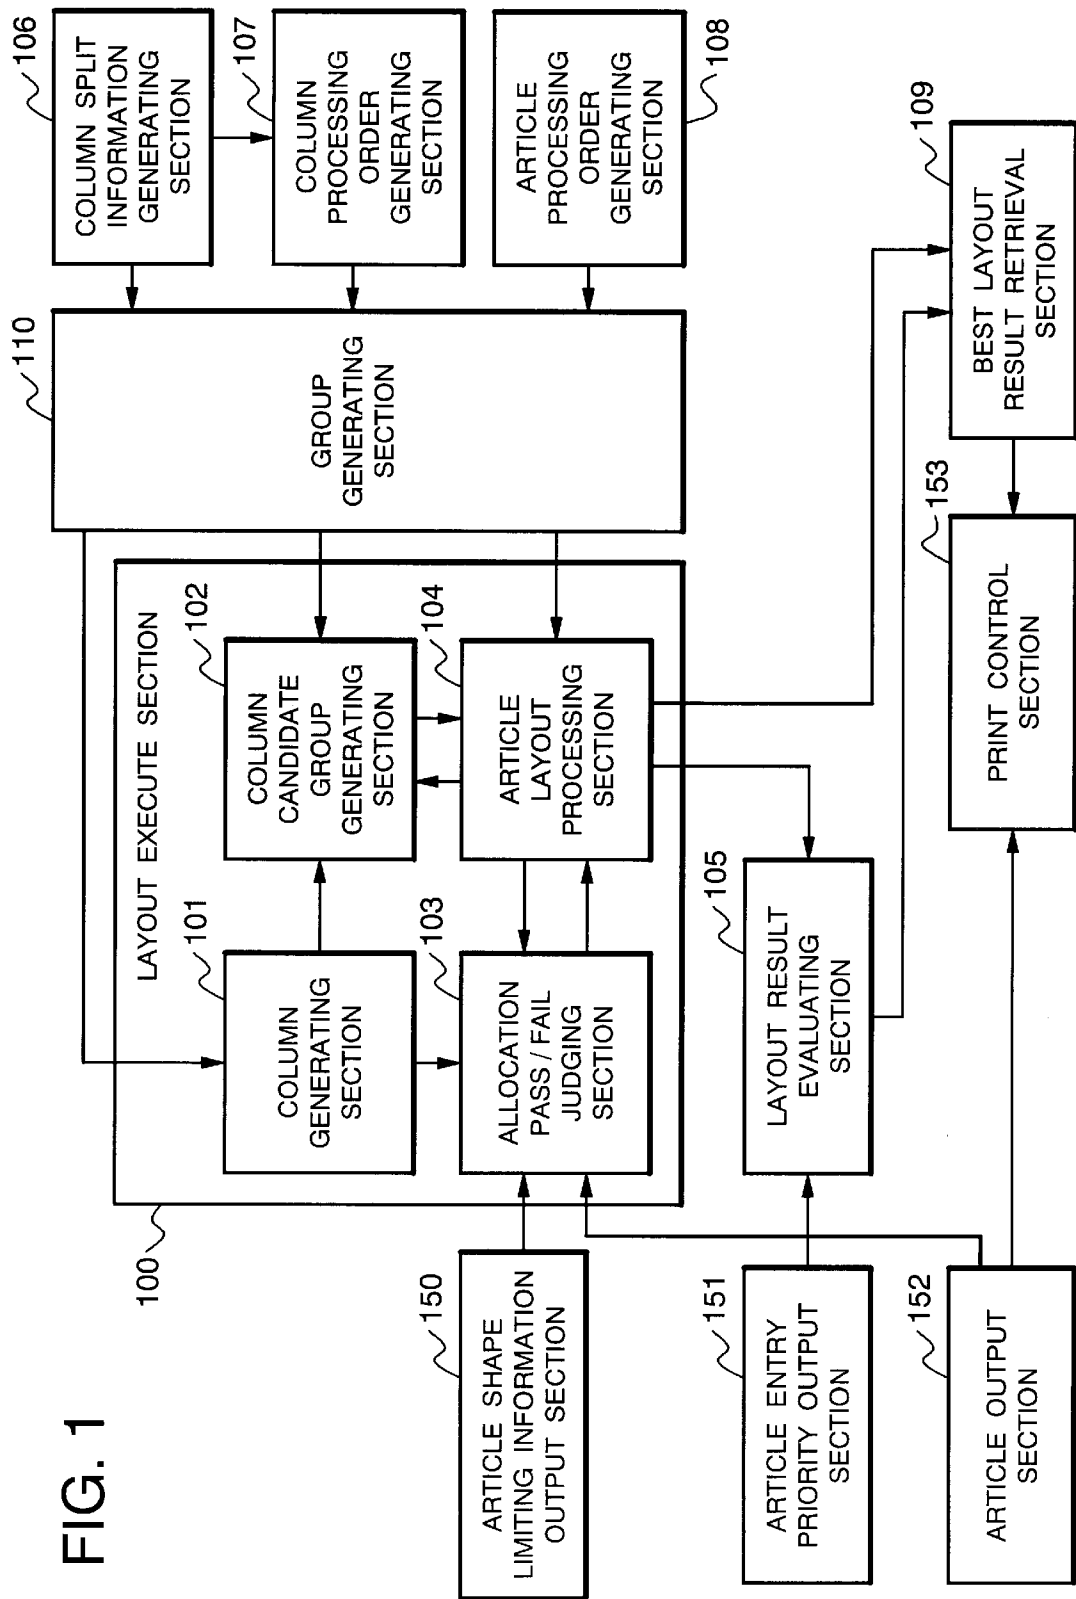 FIG. 1
100
LAYOUT EXECUTE SECTION
110
106
COLUMN SPLIT
INFORMATION
GENERATING
SECTION
107
COLUMN
PROCESSING
ORDER
GENERATING
SECTION
108
ARTICLE
PROCESSING
ORDER
GENERATING
SECTION
GROUP
GENERATING
SECTION
101
COLUMN
GENERATING
SECTION
102
COLUMN
CANDIDATE
GROUP
GENERATING
SECTION
103
ALLOCATION
PASS / FAIL
JUDGING
SECTION
104
ARTICLE
LAYOUT
PROCESSING
SECTION
150
ARTICLE SHAPE
LIMITING INFORMATION
OUTPUT SECTION
151
ARTICLE ENTRY
PRIORITY OUTPUT
SECTION
105
LAYOUT RESULT
EVALUATING
SECTION
152
ARTICLE OUTPUT
SECTION
153
PRINT CONTROL
SECTION
109
BEST LAYOUT
RESULT RETRIEVAL
SECTION